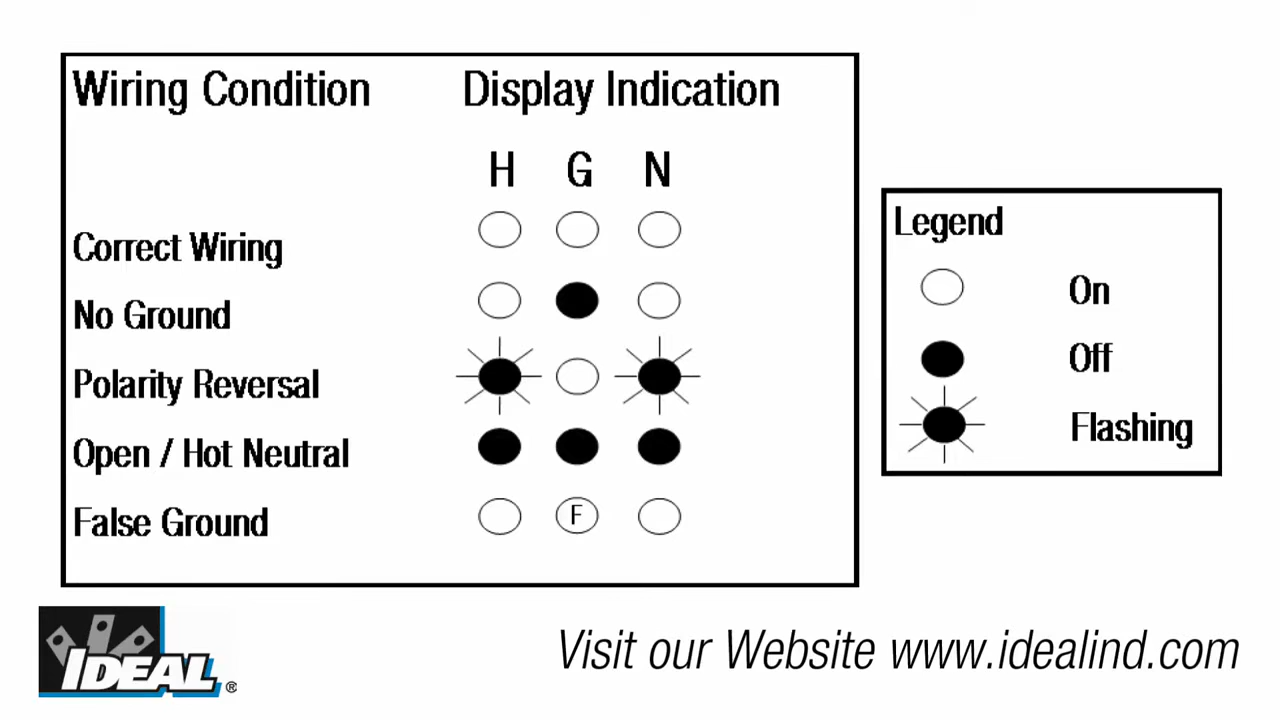 Wiring Condition Display Indication
H G N
Correct Wiring
No Ground
Polarity Reversal
Open / Hot Neutral
False Ground F
Legend
On
Off
Flashing
IDEAL®
Visit our Website www.idealind.com